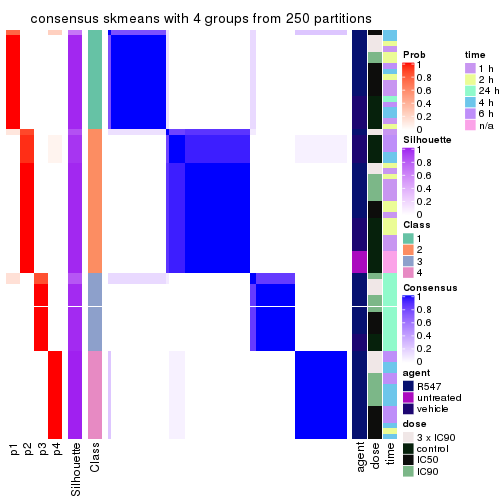 consensus skmeans with 4 groups from 250 partitions
Prob
1
0.8
0.6
0.4
0.2
0
Silhouette
1
0.8
0.6
0.4
0.2
0
Class
1
2
3
4
Consensus
1
0.8
0.6
0.4
0.2
0
agent
R547
untreated
vehicle
dose
3 x IC90
control
IC50
IC90
time
1 h
2 h
24 h
4 h
6 h
n/a
p1
p2
p3
p4
Silhouette
Class
agent
dose
time